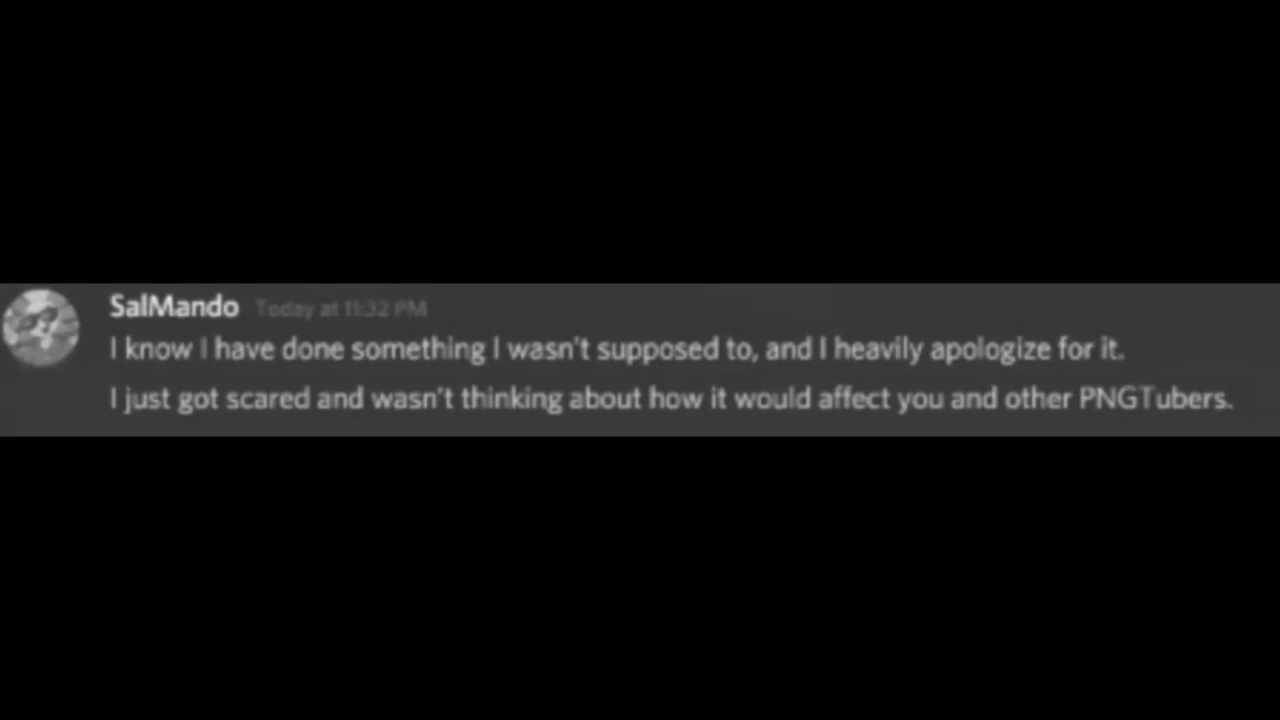 SalMando Today at 11:32 PM
I know I have done something I wasn't supposed to, and I heavily apologize for it.
I just got scared and wasn't thinking about how it would affect you and other PNGTubers.